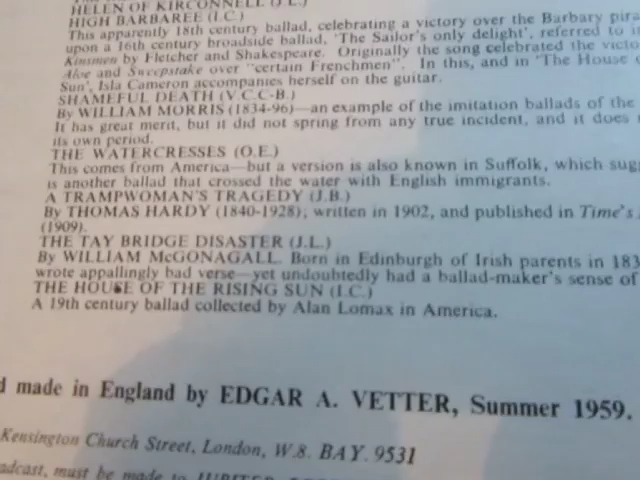 HELEN OF KIRCONNELL (J.L.)
HIGH BARBAREE (I.C.)
This apparently 18th century ballad, celebrating a victory over the Barbary
upon a 16th century broadside ballad, 'The Sailor's only delight', referred to
Kinsmen by Fletcher and Shakespeare. Originally the song celebrated the
Aloe and Sweepstake over "certain Frenchmen". In this, and in 'The House
Sun', Isla Cameron accompanies herself on the guitar.
SHAMEFUL DEATH (V.C.C-B.)
By WILLIAM MORRIS (1834-96)—an example of the imitation ballads of the
It has great merit, but it did not spring from any true incident, and it does
its own period.
THE WATERCRESSES (O.E.)
This comes from America—but a version is also known in Suffolk, which
is another ballad that crossed the water with English immigrants.
A TRAMPWOMAN'S TRAGEDY (J.B.)
By THOMAS HARDY (1840-1928), written in 1902, and published in Time's
(1909).
THE TAY BRIDGE DISASTER (J.L.)
By WILLIAM McGONAGALL. Born in Edinburgh of Irish parents in 183
wrote appallingly bad verse—yet undoubtedly had a ballad-maker's sense of
THE HOUSE OF THE RISING SUN (I.C.)
A 19th century ballad collected by Alan Lomax in America.
made in England by EDGAR A. VETTER, Summer 1959.
Kensington Church Street, London, W.8. BAY. 9531
must be made to